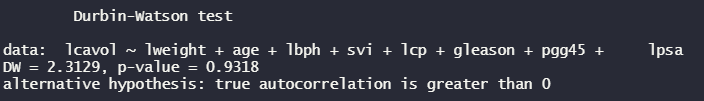 Durbin-Watson test
data:  lcavol ~ lweight + age + lbph + svi + lcp + gleason + pgg45 +     lpsa
DW = 2.3129, p-value = 0.9318
alternative hypothesis: true autocorrelation is greater than 0